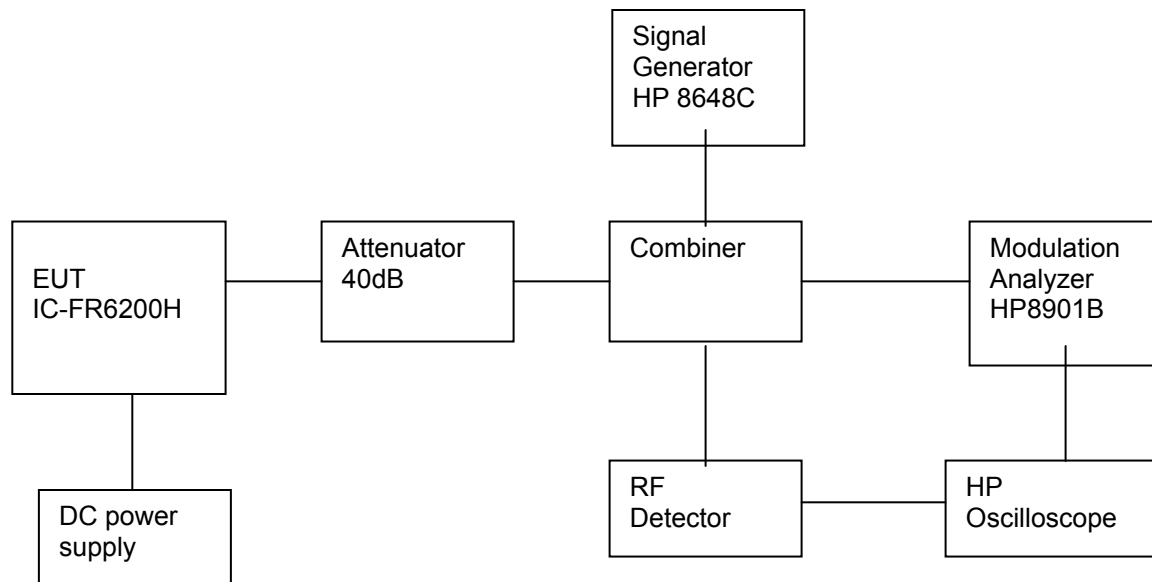 Signal
Generator
HP 8648C
EUT
IC-FR6200H
Attenuator
40dB
Combiner
Modulation
Analyzer
HP8901B
DC power
supply
RF
Detector
HP
Oscilloscope